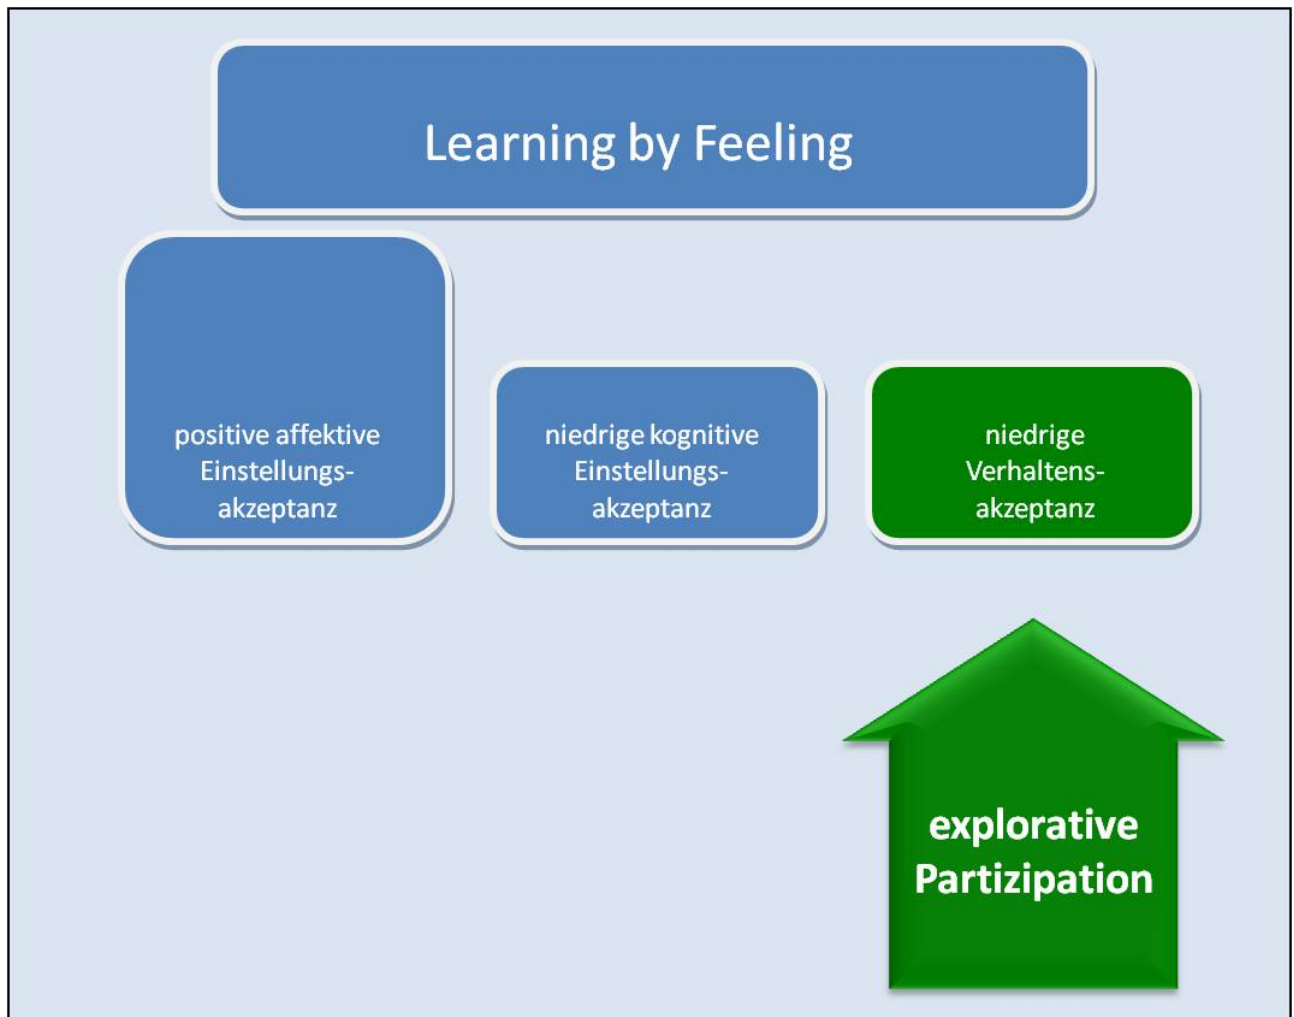 Learning by Feeling
positive affektive
Einstellungs-
akzeptanz
niedrige kognitive
Einstellungs-
akzeptanz
niedrige
Verhaltens-
akzeptanz
explorative
Partizipation